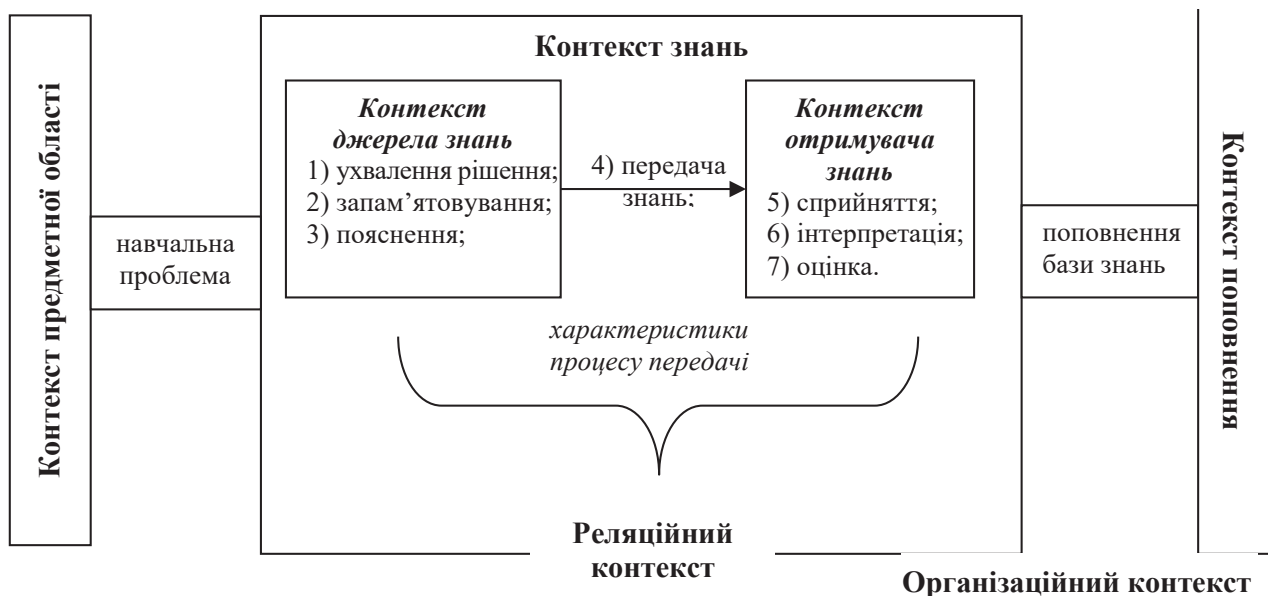 Контекст предметної області
навчальна
проблема
Контекст знань
Контекст
джерела знань
1) ухвалення рішення;
2) запам’ятовування;
3) пояснення;
4) передача
знань;
Контекст
отримувача
знань
5) сприйняття;
6) інтерпретація;
7) оцінка.
характеристики
процесу передачі
Реляційний
контекст
поповнення
бази знань
Контекст поповнення
Організаційний контекст